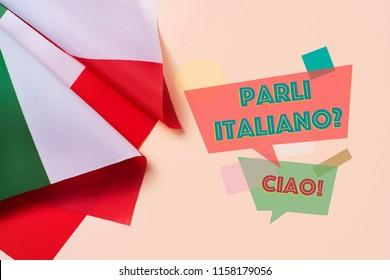 PARLI
ITALIANO?
CIAO!
shutterstock.com · 1158179056